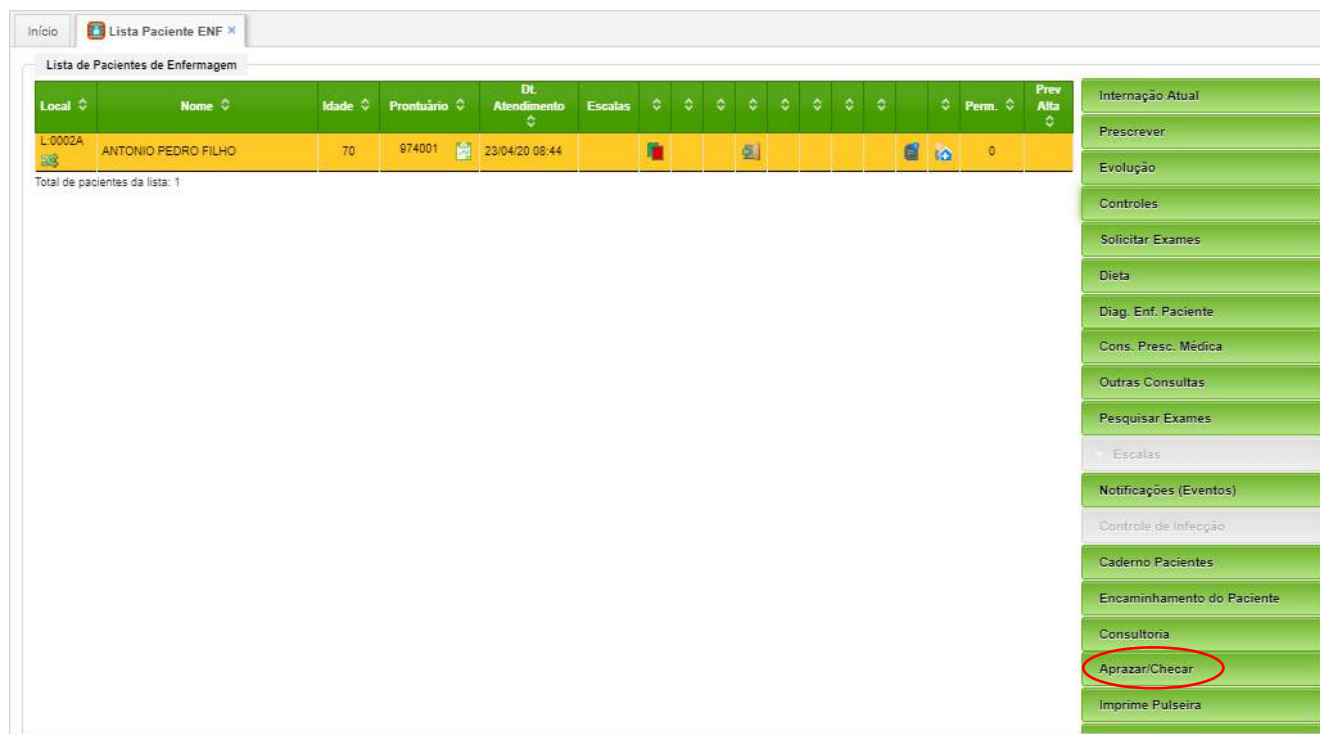 Início Lista Paciente ENF ×
Lista de Pacientes de Enfermagem
Local Nome Idade Prontuário Dt. Atendimento Escalas Perm. Prev Alta
L:0002A ANTONIO PEDRO FILHO 70 974001 23/04/20 08:44 0
Total de pacientes da lista: 1
Internação Atual
Prescrever
Evolução
Controles
Solicitar Exames
Dieta
Diag. Enf. Paciente
Cons. Presc. Médica
Outras Consultas
Pesquisar Exames
Escalas
Notificações (Eventos)
Controle de Infecção
Caderno Pacientes
Encaminhamento do Paciente
Consultoria
Aprazar/Checar
Imprime Pulseira